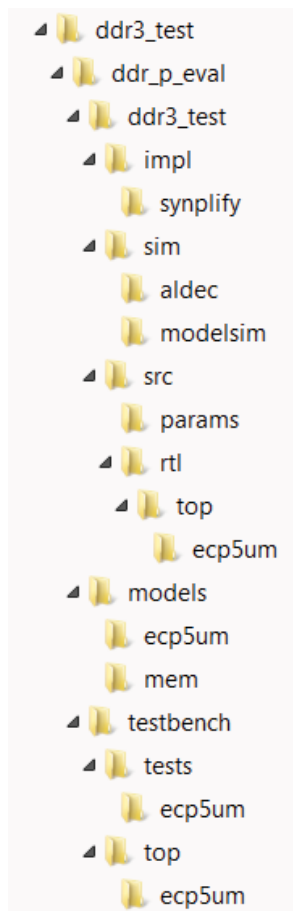 ddr3_test
ddr_p_eval
ddr3_test
impl
synplify
sim
aldec
modelsim
src
params
rtl
top
ecp5um
models
ecp5um
mem
testbench
tests
ecp5um
top
ecp5um